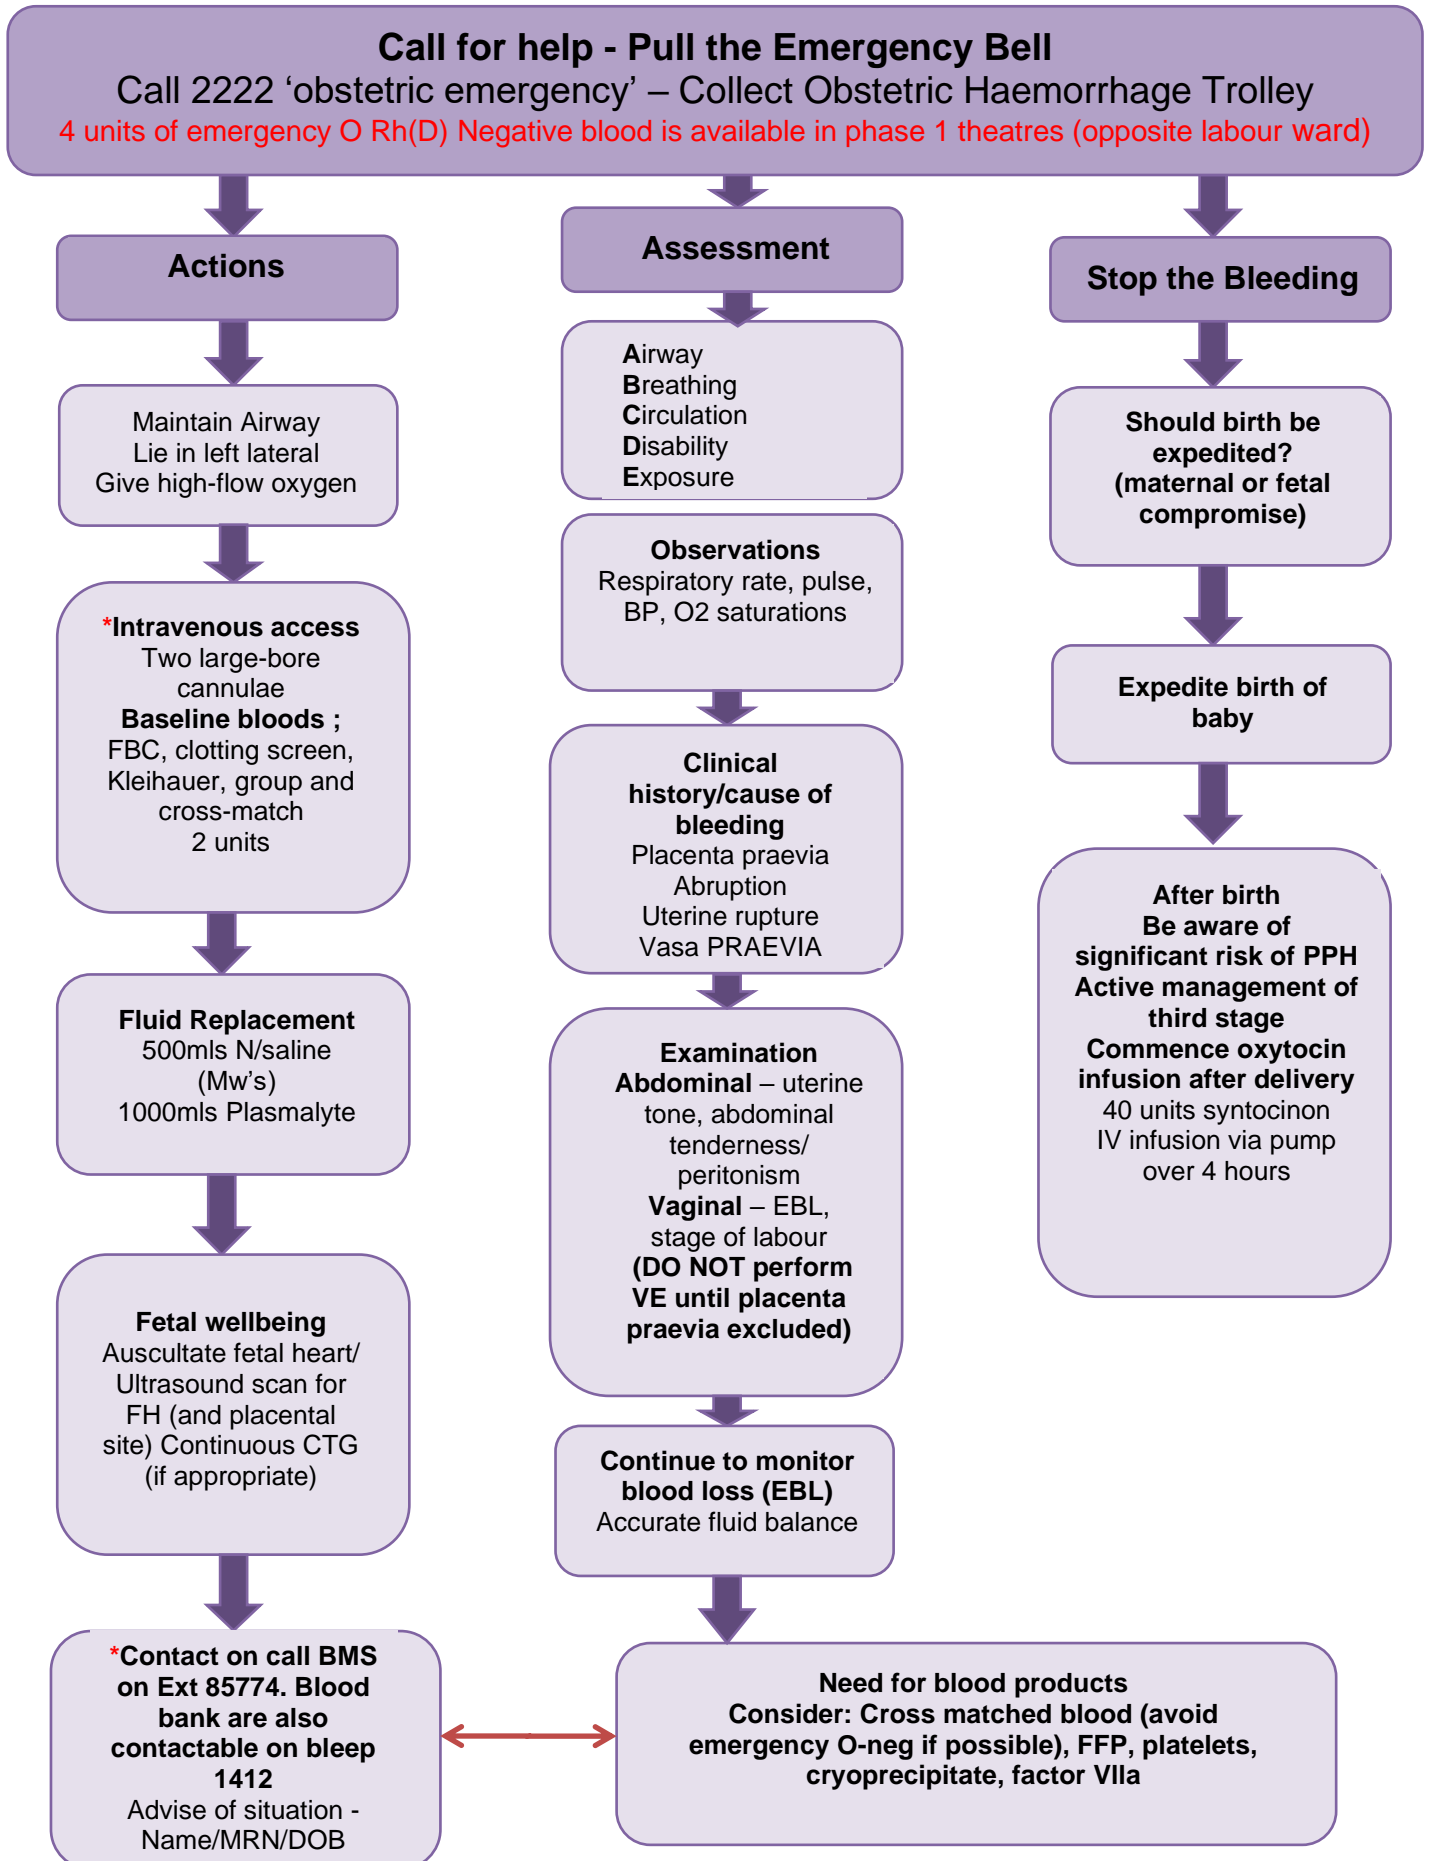 Call for help - Pull the Emergency Bell
Call 2222 ‘obstetric emergency’ – Collect Obstetric Haemorrhage Trolley
4 units of emergency O Rh(D) Negative blood is available in phase 1 theatres (opposite labour ward)
Actions
Maintain Airway
Lie in left lateral
Give high-flow oxygen
*Intravenous access
Two large-bore
cannulae
Baseline bloods ;
FBC, clotting screen,
Kleihauer, group and
cross-match
2 units
Fluid Replacement
500mls N/saline
(Mw’s)
1000mls Plasmalyte
Fetal wellbeing
Auscultate fetal heart/
Ultrasound scan for
FH (and placental
site) Continuous CTG
(if appropriate)
*Contact on call BMS
on Ext 85774. Blood
bank are also
contactable on bleep
1412
Advise of situation -
Name/MRN/DOB
Assessment
Airway
Breathing
Circulation
Disability
Exposure
Observations
Respiratory rate, pulse,
BP, O2 saturations
Clinical
history/cause of
bleeding
Placenta praevia
Abruption
Uterine rupture
Vasa PRAEVIA
Examination
Abdominal – uterine
tone, abdominal
tenderness/
peritonism
Vaginal – EBL,
stage of labour
(DO NOT perform
VE until placenta
praevia excluded)
Continue to monitor
blood loss (EBL)
Accurate fluid balance
Need for blood products
Consider: Cross matched blood (avoid
emergency O-neg if possible), FFP, platelets,
cryoprecipitate, factor VIIa
Stop the Bleeding
Should birth be
expedited?
(maternal or fetal
compromise)
Expedite birth of
baby
After birth
Be aware of
significant risk of PPH
Active management of
third stage
Commence oxytocin
infusion after delivery
40 units syntocinon
IV infusion via pump
over 4 hours